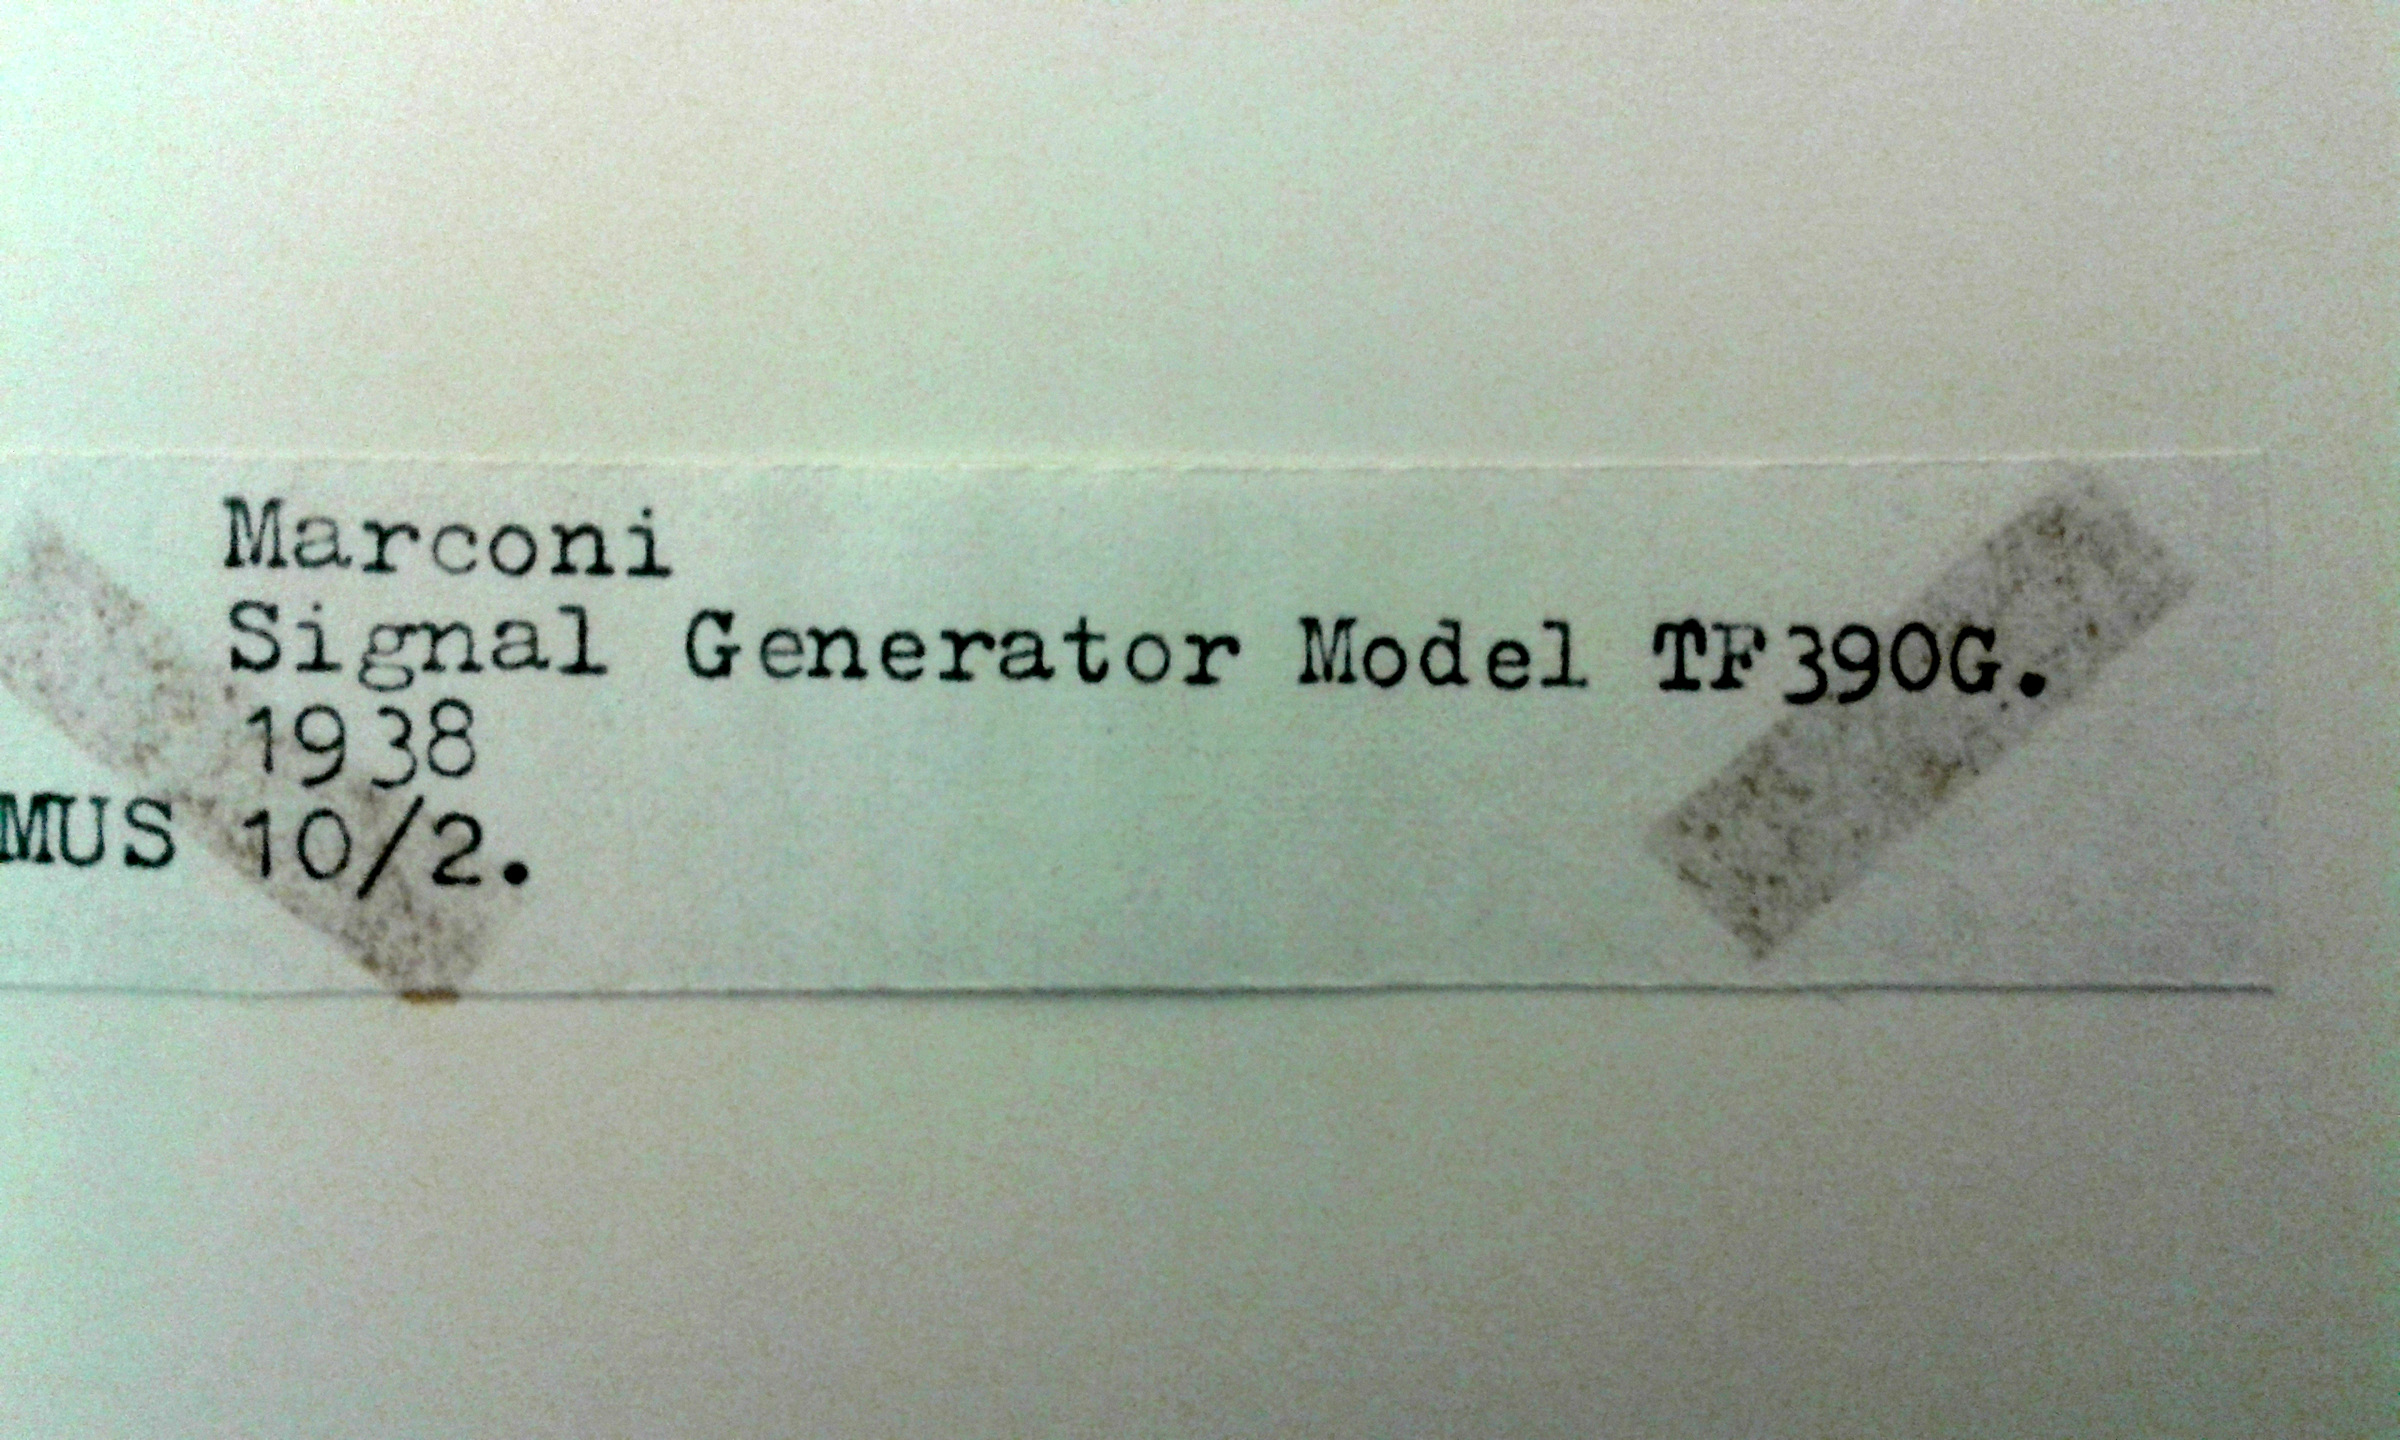 Marconi
Signal Generator Model TF390G.
1938
MUS 10/2.